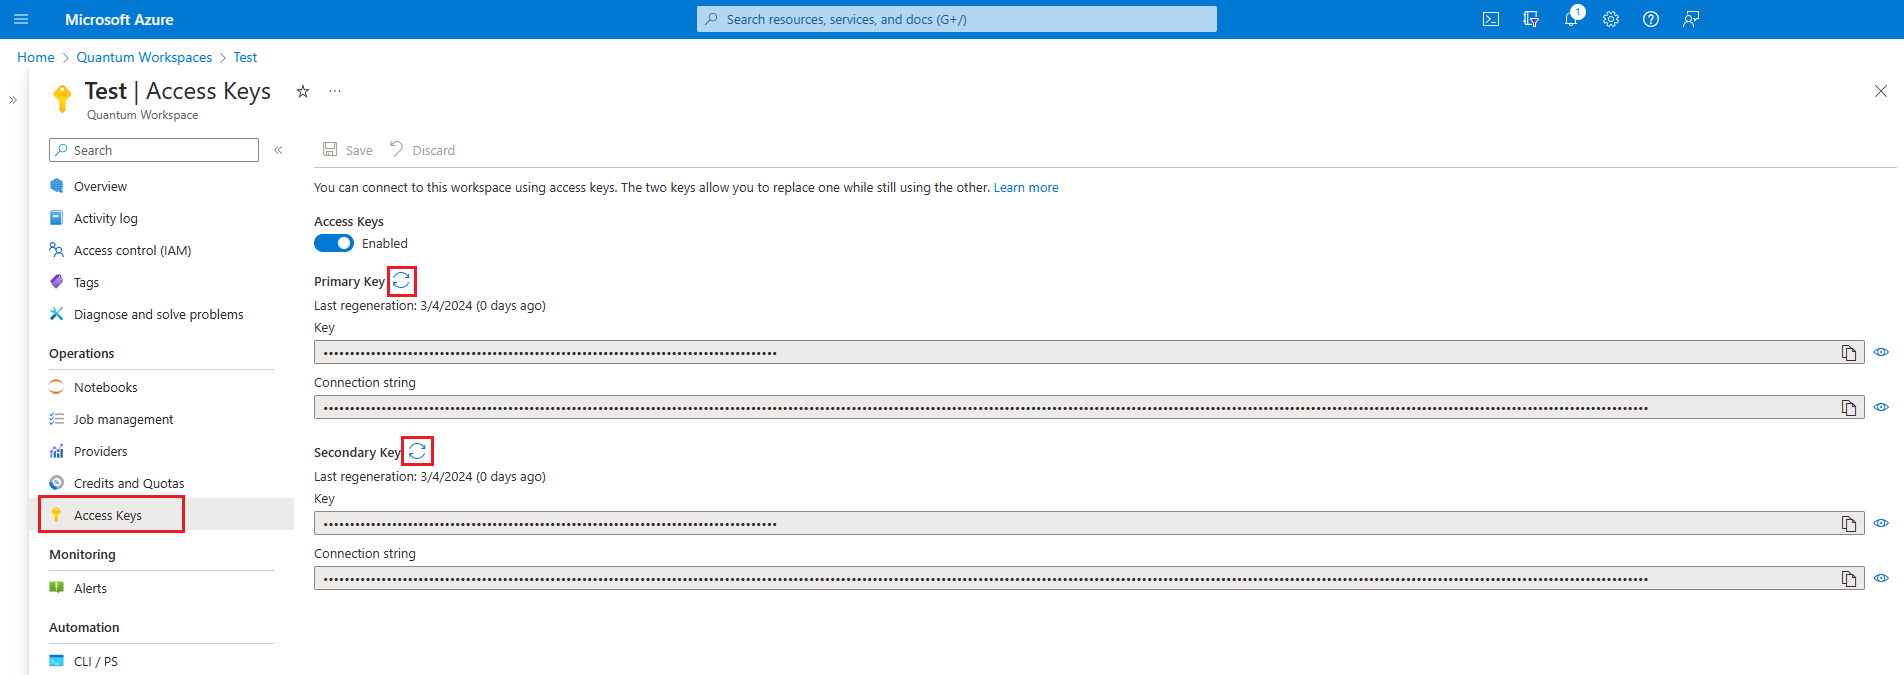 Microsoft Azure
Search resources, services, and docs (G+/)
1
Home > Quantum Workspaces > Test
Test | Access Keys
Quantum Workspace
Search
Overview
Activity log
Access control (IAM)
Tags
Diagnose and solve problems
Operations
Notebooks
Job management
Providers
Credits and Quotas
Access Keys
Monitoring
Alerts
Automation
CLI / PS
Save
Discard
You can connect to this workspace using access keys. The two keys allow you to replace one while still using the other. Learn more
Access Keys
Enabled
Primary Key
Last regeneration: 3/4/2024 (0 days ago)
Key
Connection string
Secondary Key
Last regeneration: 3/4/2024 (0 days ago)
Key
Connection string